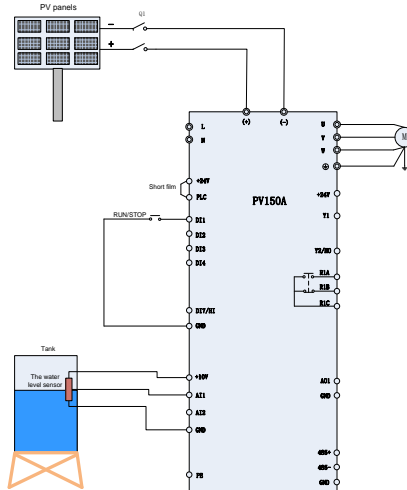 PV panels
Q1
−
+
(+)
(-)
L
N
U
V
W
M
+24V
Short film
PLC
PV150A
+24V
Y1
RUN/STOP
DI1
DI2
DI3
DI4
Y2/HO
R1A
R1B
R1C
DI7/HI
GND
Tank
The water
level sensor
+10V
AI1
AI2
GND
AO1
GND
485+
485-
GND
PE